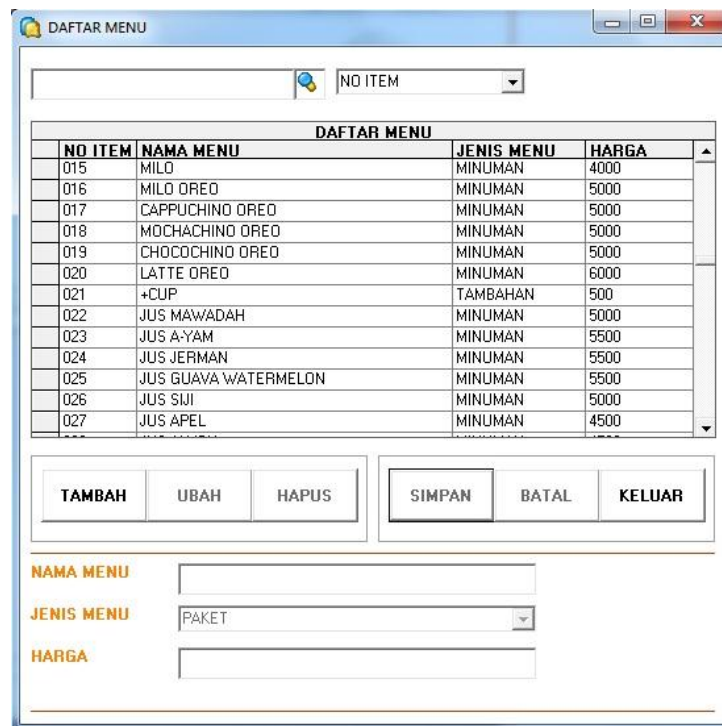 DAFTAR MENU
NO ITEM
DAFTAR MENU
NO ITEM NAMA MENU JENIS MENU HARGA
015 MILO MINUMAN 4000
016 MILO OREO MINUMAN 5000
017 CAPPUCHINO OREO MINUMAN 5000
018 MOCHACHINO OREO MINUMAN 5000
019 CHOCOCHINO OREO MINUMAN 5000
020 LATTE OREO MINUMAN 6000
021 +CUP TAMBAHAN 500
022 JUS MAWADAH MINUMAN 5000
023 JUS A-YAM MINUMAN 5500
024 JUS JERMAN MINUMAN 5500
025 JUS GUAVA WATERMELON MINUMAN 5500
026 JUS SIJI MINUMAN 5000
027 JUS APEL MINUMAN 4500
TAMBAH UBAH HAPUS SIMPAN BATAL KELUAR
NAMA MENU
JENIS MENU PAKET
HARGA